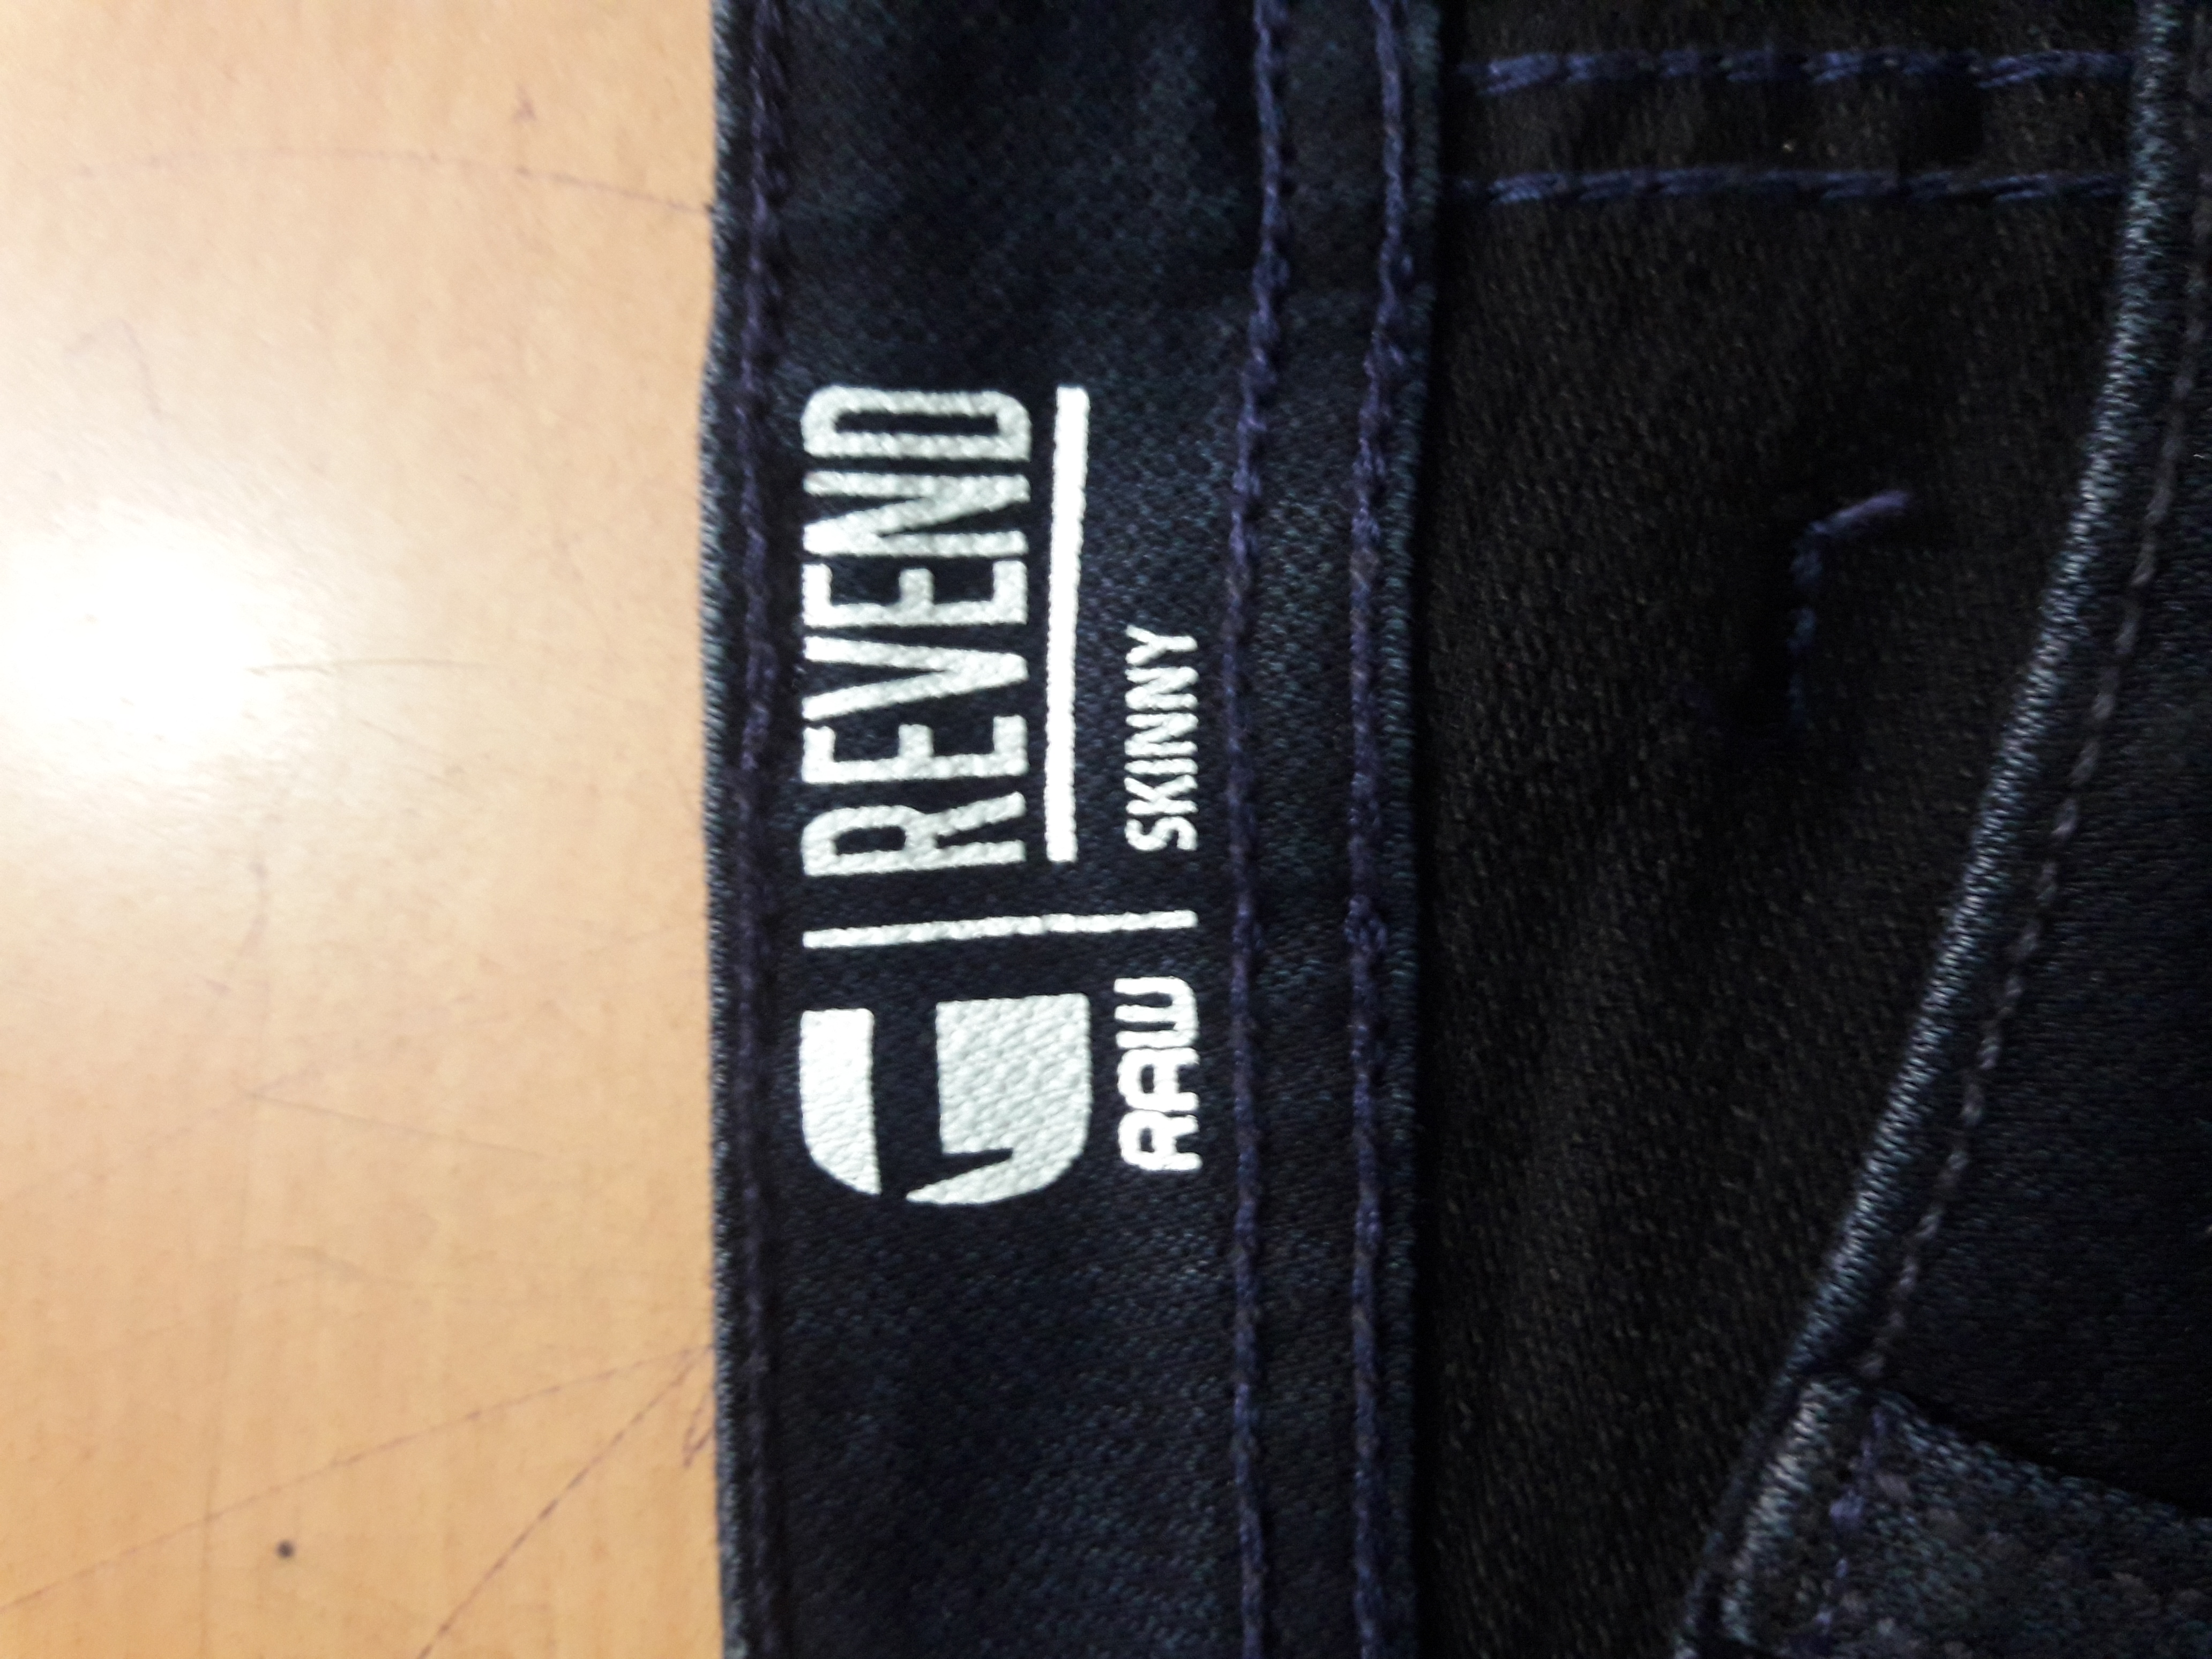 G | REVEND
RAW | SKINNY